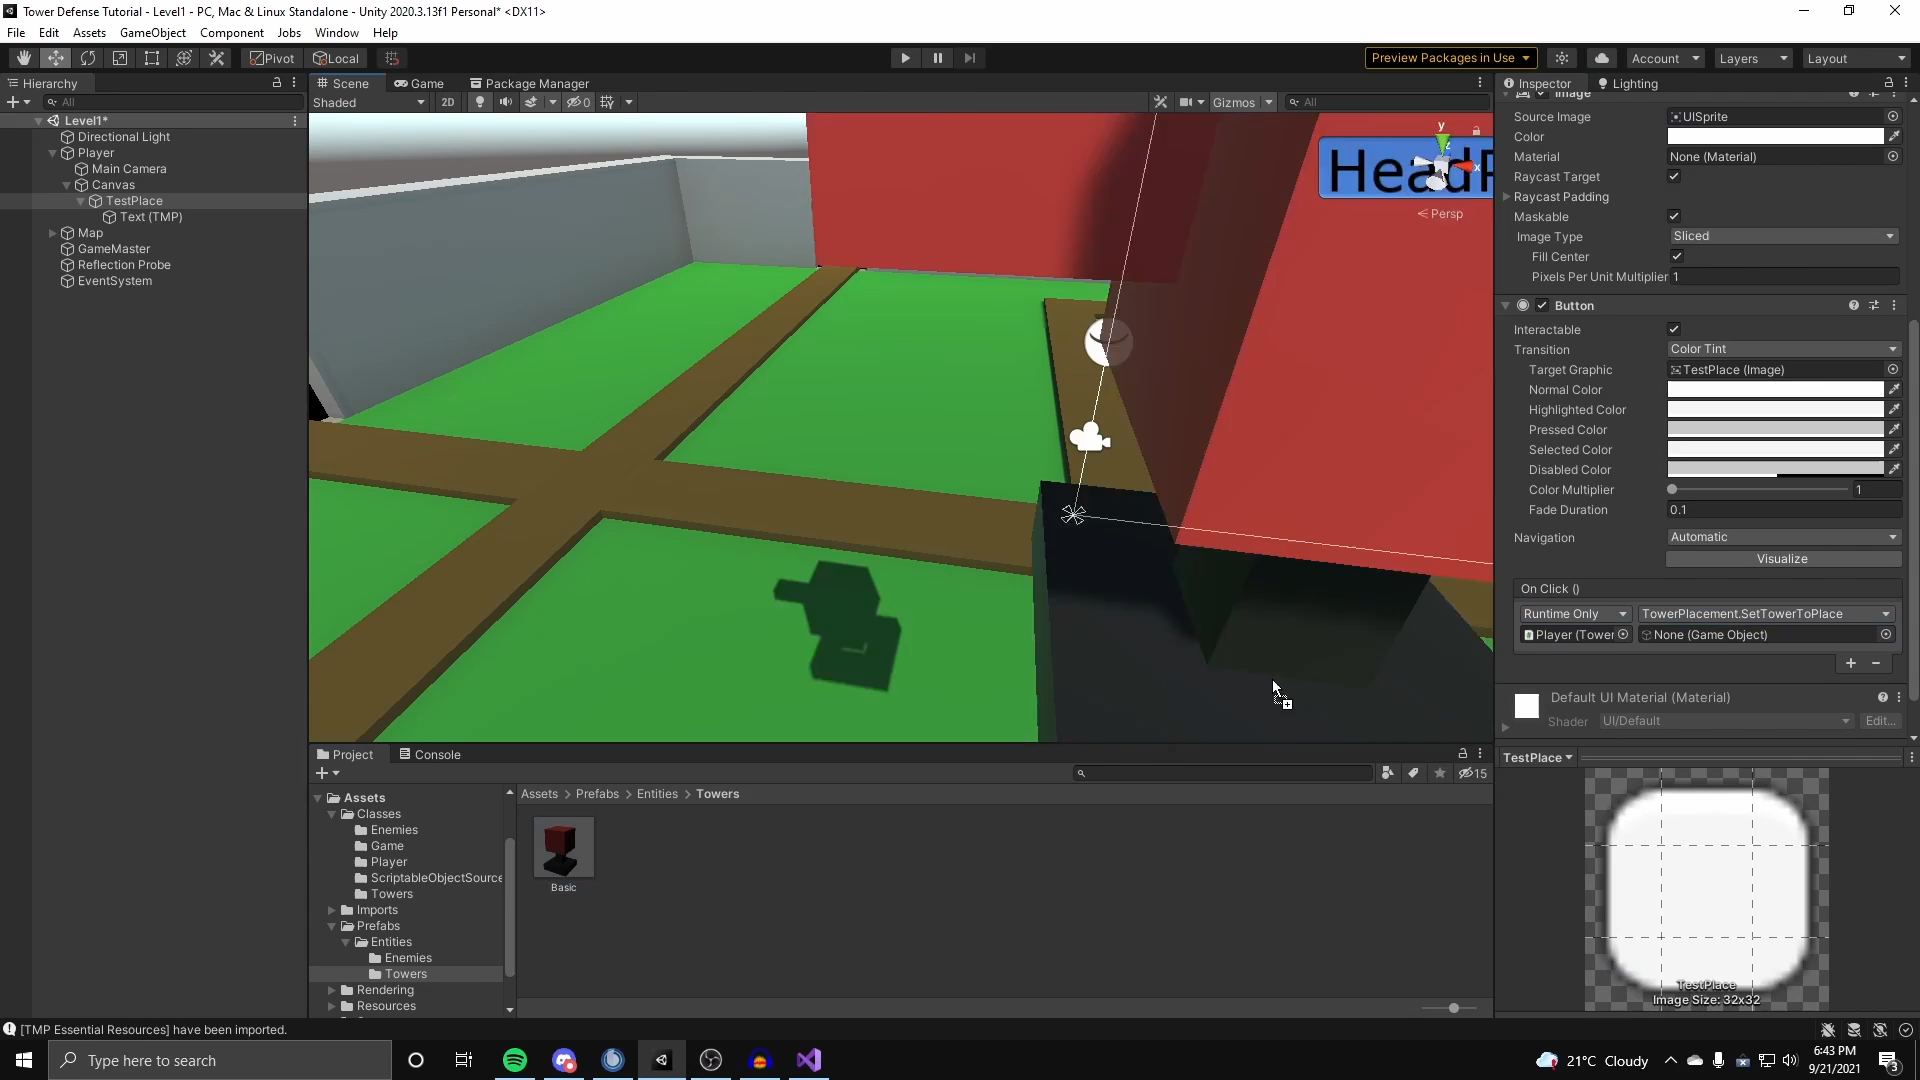 Tower Defense Tutorial - Level1 - PC, Mac & Linux Standalone - Unity 2020.3.13f1 Personal* <DX11>
File Edit Assets GameObject Component Jobs Window Help
Pivot Local Preview Packages in Use Account Layers Layout
Hierarchy
All
Level1*
Directional Light
Player
Main Camera
Canvas
TestPlace
Text (TMP)
Map
GameMaster
Reflection Probe
EventSystem
Scene Game Package Manager
Shaded 2D 0 Gizmos All
y
x
Persp
Inspector Lighting
Image
Source Image UISprite
Color
Material None (Material)
Raycast Target
Raycast Padding
Maskable
Image Type Sliced
Fill Center
Pixels Per Unit Multiplier 1
Button
Interactable
Transition Color Tint
Target Graphic TestPlace (Image)
Normal Color
Highlighted Color
Pressed Color
Selected Color
Disabled Color
Color Multiplier 1
Fade Duration 0.1
Navigation Automatic
Visualize
On Click ()
Runtime Only TowerPlacement.SetTowerToPlace
Player (Tower None (Game Object)
Default UI Material (Material)
Shader UI/Default Edit...
TestPlace
TestPlace
Image Size: 32x32
Project Console
15
Assets
Classes
Enemies
Game
Player
ScriptableObjectSource
Towers
Imports
Prefabs
Entities
Enemies
Towers
Rendering
Resources
Assets > Prefabs > Entities > Towers
Basic
[TMP Essential Resources] have been imported.
Type here to search
21°C Cloudy
6:43 PM
9/21/2021
3